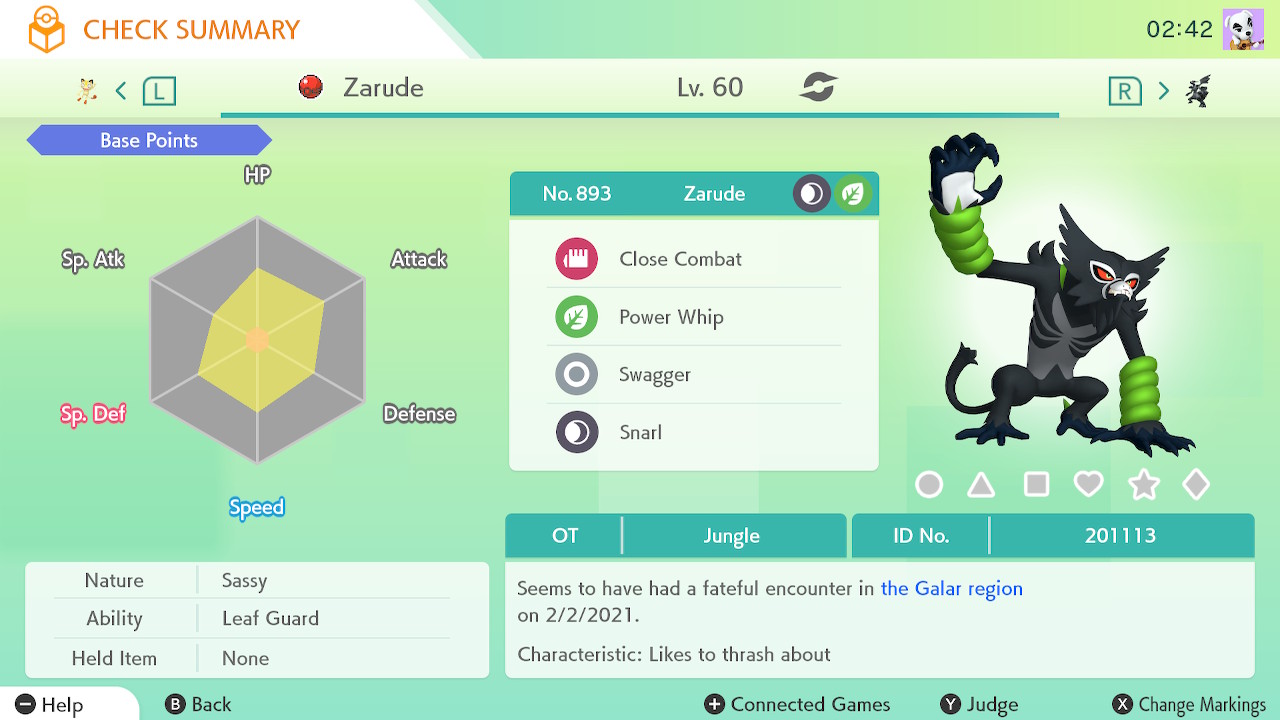 CHECK SUMMARY
02:42
L
Zarude
Lv. 60
R
Base Points
HP
Sp. Atk
Attack
Sp. Def
Defense
Speed
No. 893 Zarude
Close Combat
Power Whip
Swagger
Snarl
OT Jungle
ID No. 201113
Seems to have had a fateful encounter in the Galar region
on 2/2/2021.
Characteristic: Likes to thrash about
Nature Sassy
Ability Leaf Guard
Held Item None
Help
B Back
Connected Games
Y Judge
X Change Markings